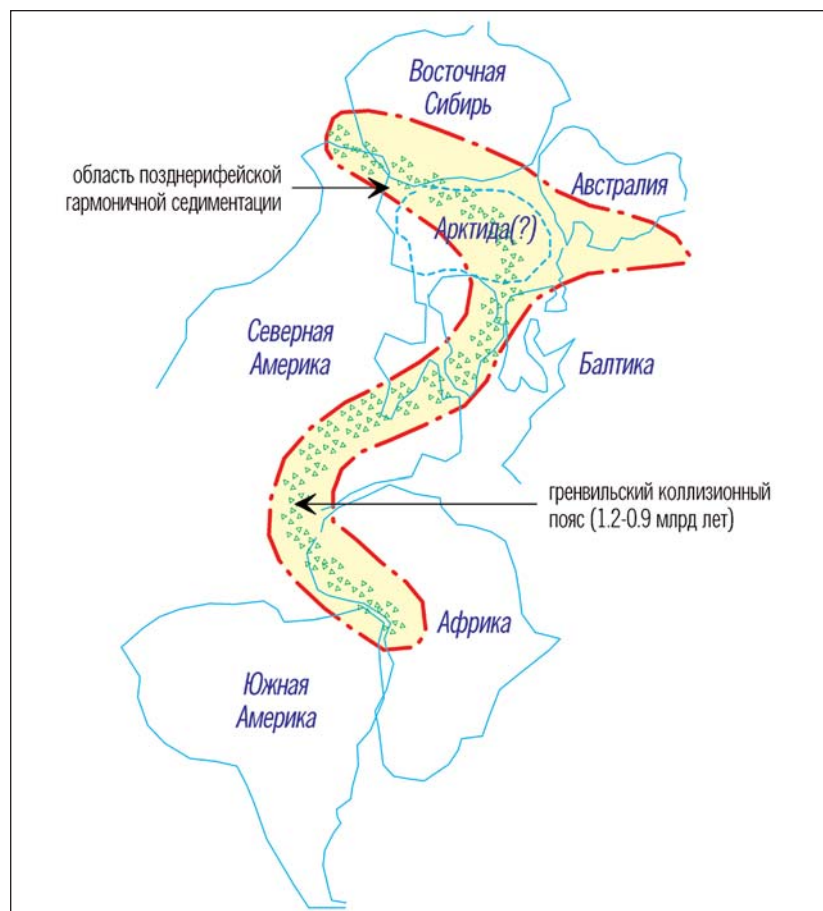 Восточная
Сибирь
область позднерифейской
гармоничной седиментации
Австралия
Арктида(?)
Северная
Америка
Балтика
гренвильский коллизионный
пояс (1.2-0.9 млрд лет)
Африка
Южная
Америка